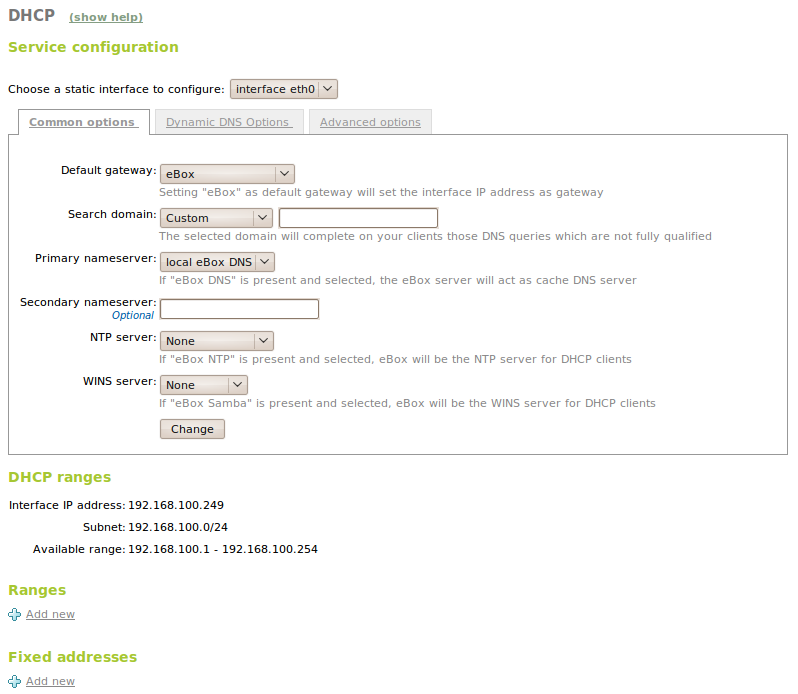 DHCP (show help)
Service configuration
Choose a static interface to configure: interface eth0
Common options Dynamic DNS Options Advanced options
Default gateway: eBox
Setting "eBox" as default gateway will set the interface IP address as gateway
Search domain: Custom
The selected domain will complete on your clients those DNS queries which are not fully qualified
Primary nameserver: local eBox DNS
If "eBox DNS" is present and selected, the eBox server will act as cache DNS server
Secondary nameserver:
Optional
NTP server: None
If "eBox NTP" is present and selected, eBox will be the NTP server for DHCP clients
WINS server: None
If "eBox Samba" is present and selected, eBox will be the WINS server for DHCP clients
Change
DHCP ranges
Interface IP address: 192.168.100.249
Subnet: 192.168.100.0/24
Available range: 192.168.100.1 - 192.168.100.254
Ranges
Add new
Fixed addresses
Add new